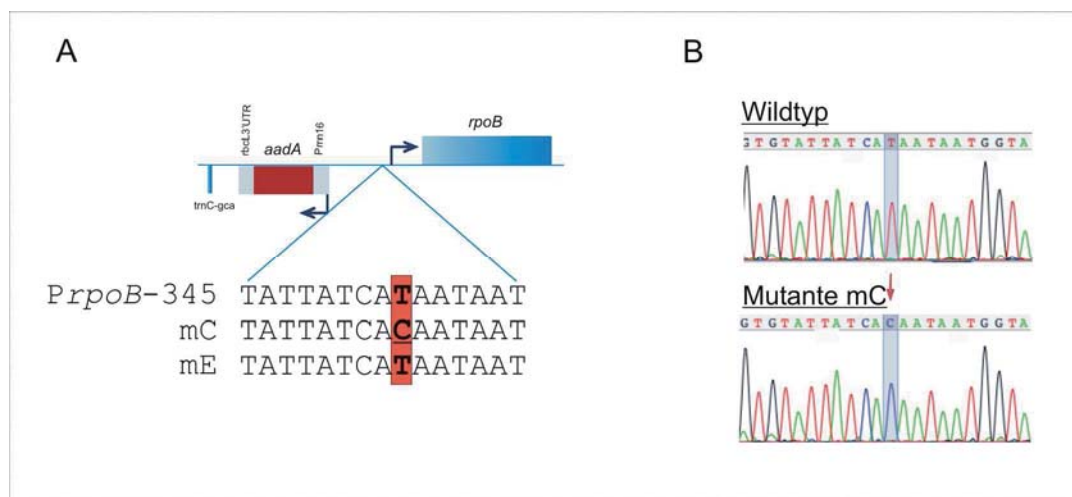 A
B
rbcL3'UTR
aadA
Prrn16
rpoB
trnC-gca
PrpoB-345 TATTATCATAATAAT
mC TATTATCACAATAAT
mE TATTATCATAATAAT
Wildtyp
GTGTATTATCATAATAATGGTA
Mutante mC
GTGTATTATCACAATAATGGTA